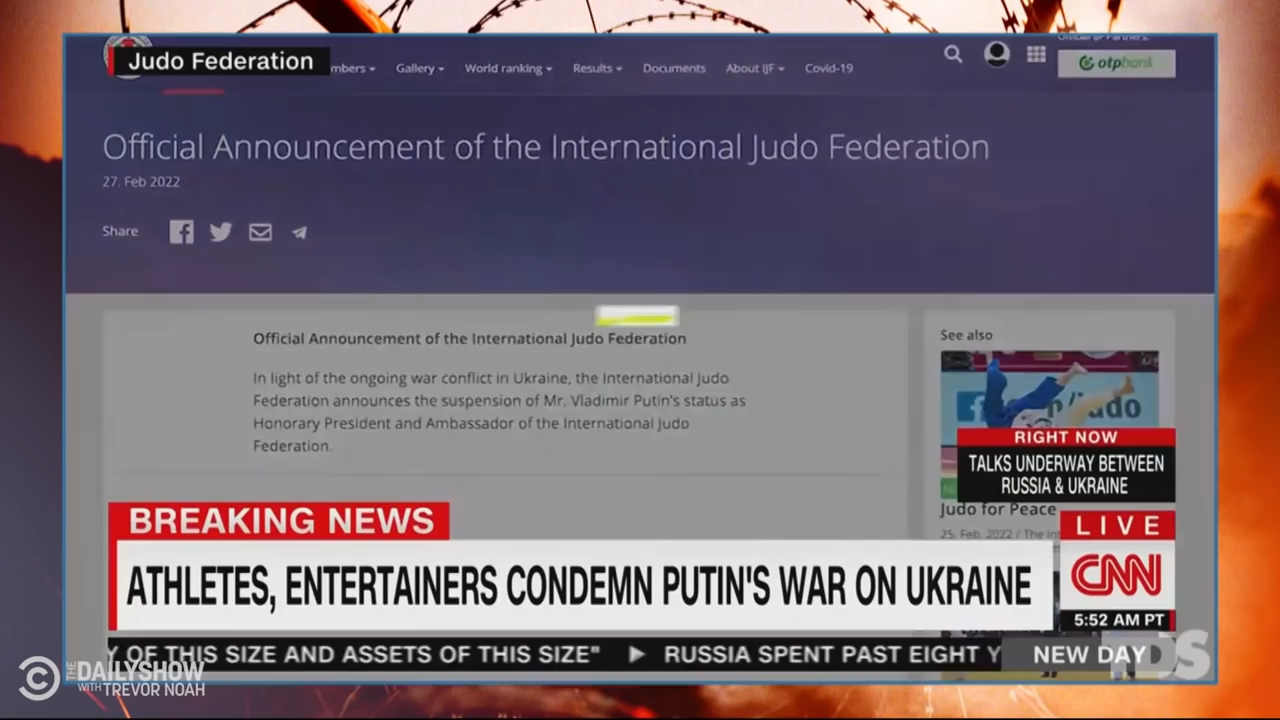 Judo Federation
Gallery
World ranking
Results
Documents
About IJF
Covid-19
otpbank
Official Announcement of the International Judo Federation
27. Feb 2022
Share
Official Announcement of the International Judo Federation
In light of the ongoing war conflict in Ukraine, the International Judo
Federation announces the suspension of Mr. Vladimir Putin's status as
Honorary President and Ambassador of the International Judo
Federation.
See also
RIGHT NOW
TALKS UNDERWAY BETWEEN
RUSSIA & UKRAINE
Judo for Peace
25. Feb. 2022 / The
BREAKING NEWS
ATHLETES, ENTERTAINERS CONDEMN PUTIN'S WAR ON UKRAINE
LIVE
CNN
5:52 AM PT
Y OF THIS SIZE AND ASSETS OF THIS SIZE" ▶ RUSSIA SPENT PAST EIGHT Y
NEW DAY
THE DAILY SHOW
WITH TREVOR NOAH